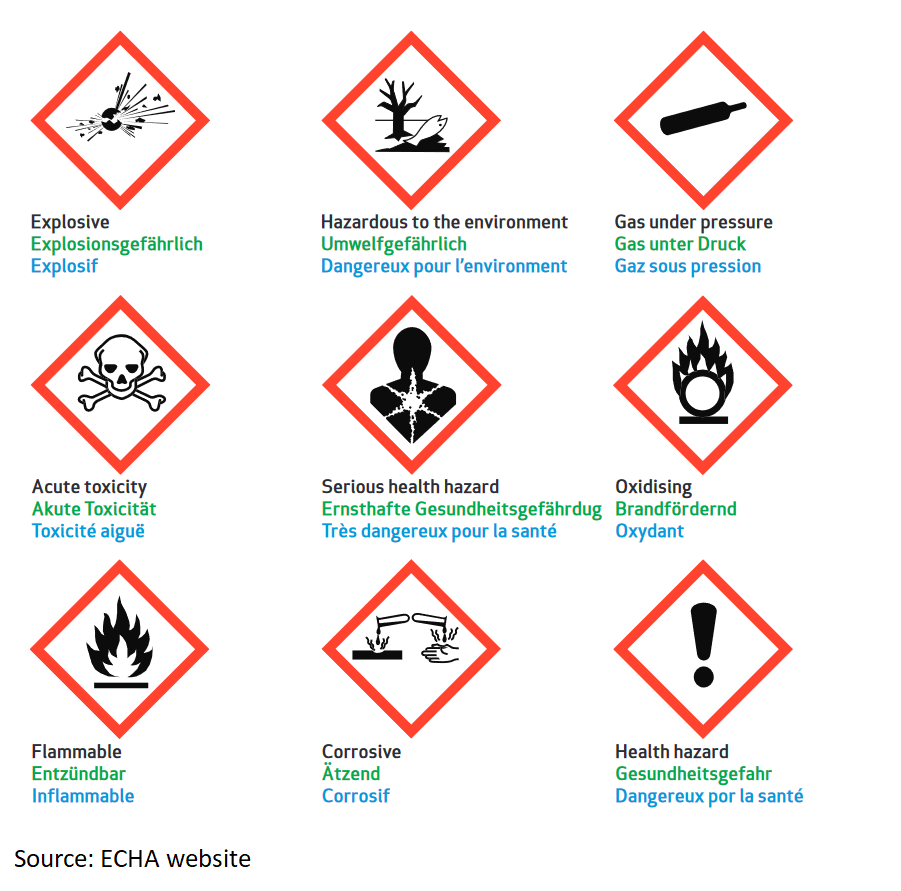 Explosive
Explosionsgefährlich
Explosif
Hazardous to the environment
Umwelfgefährlich
Dangereux pour l'environment
Gas under pressure
Gas unter Druck
Gaz sous pression
Acute toxicity
Akute Toxicität
Toxicité aiguë
Serious health hazard
Ernsthafte Gesundheitsgefährdug
Très dangereux pour la santé
Oxidising
Brandfördernd
Oxydant
Flammable
Entzündbar
Inflammable
Corrosive
Ätzend
Corrosif
Health hazard
Gesundheitsgefahr
Dangereux por la santé
Source: ECHA website